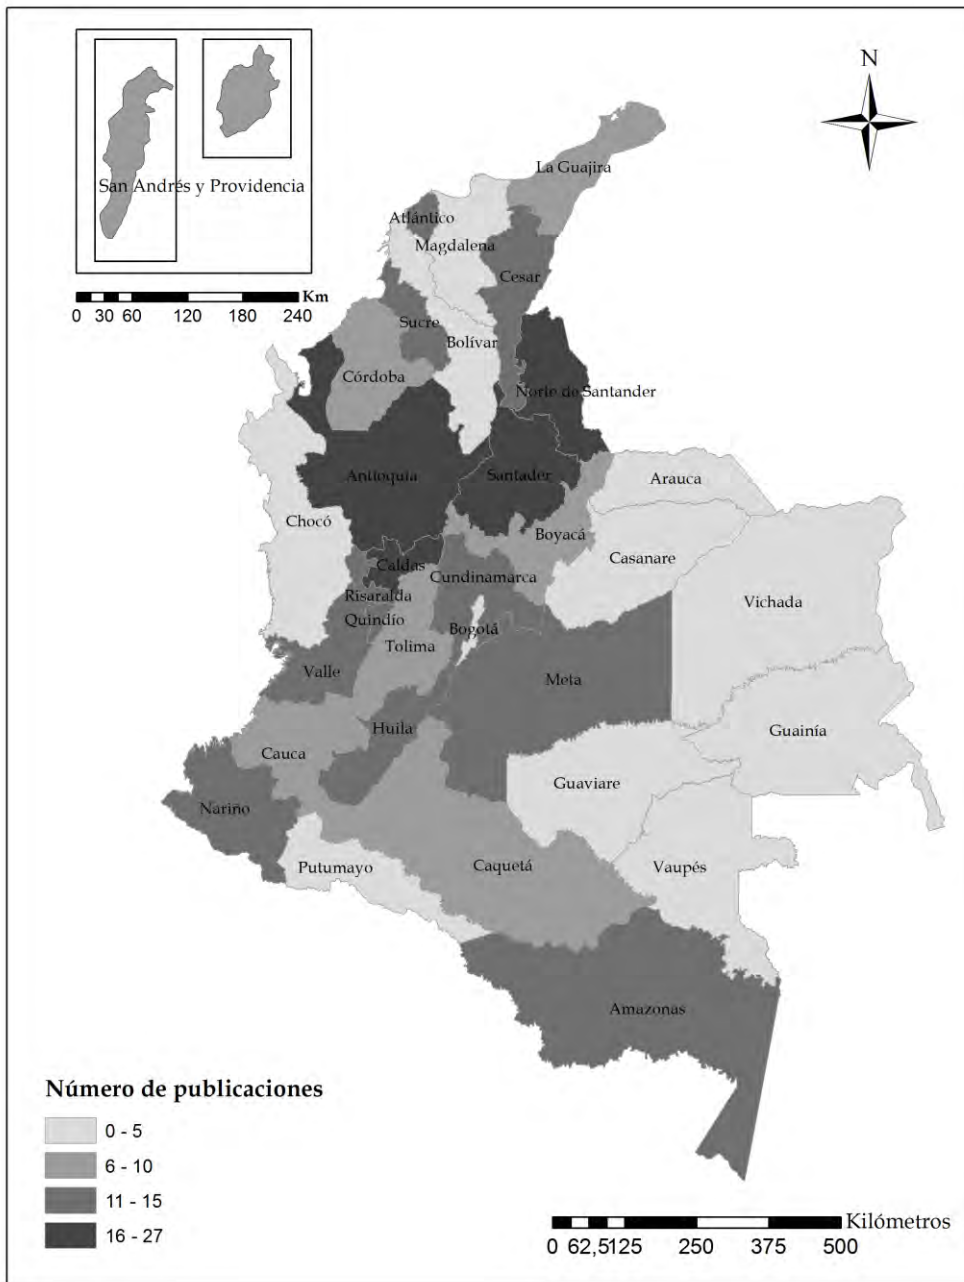 N
La Guajira
San Andrés y Providencia
Atlántico
Magdalena
Cesar
Km
0 30 60 120 180 240
Sucre
Bolívar
Córdoba
Norte de Santander
Antioquia
Santader
Arauca
Chocó
Boyacá
Casanare
Caldas
Cundinamarca
Risaralda
Vichada
Quindío
Bogotá
Tolima
Valle
Meta
Huila
Guainía
Cauca
Guaviare
Nariño
Putumayo
Caquetá
Vaupés
Amazonas
Número de publicaciones
0 - 5
6 - 10
11 - 15
16 - 27
Kilómetros
0 62,5125 250 375 500